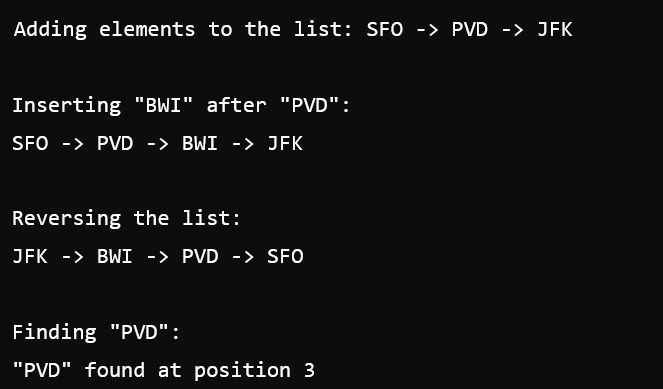 Adding elements to the list: SFO -> PVD -> JFK
Inserting "BWI" after "PVD":
SFO -> PVD -> BWI -> JFK
Reversing the list:
JFK -> BWI -> PVD -> SFO
Finding "PVD":
"PVD" found at position 3